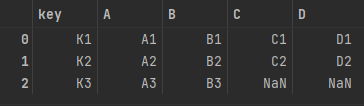 key A B C D
0 K1 A1 B1 C1 D1
1 K2 A2 B2 C2 D2
2 K3 A3 B3 NaN NaN